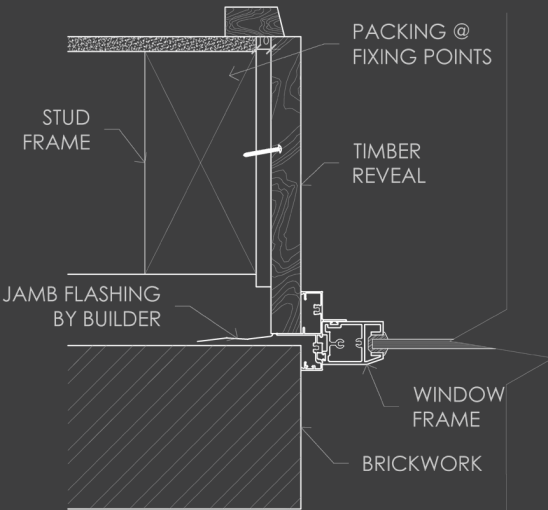 PACKING @
FIXING POINTS
STUD
FRAME
TIMBER
REVEAL
JAMB FLASHING
BY BUILDER
WINDOW
FRAME
BRICKWORK